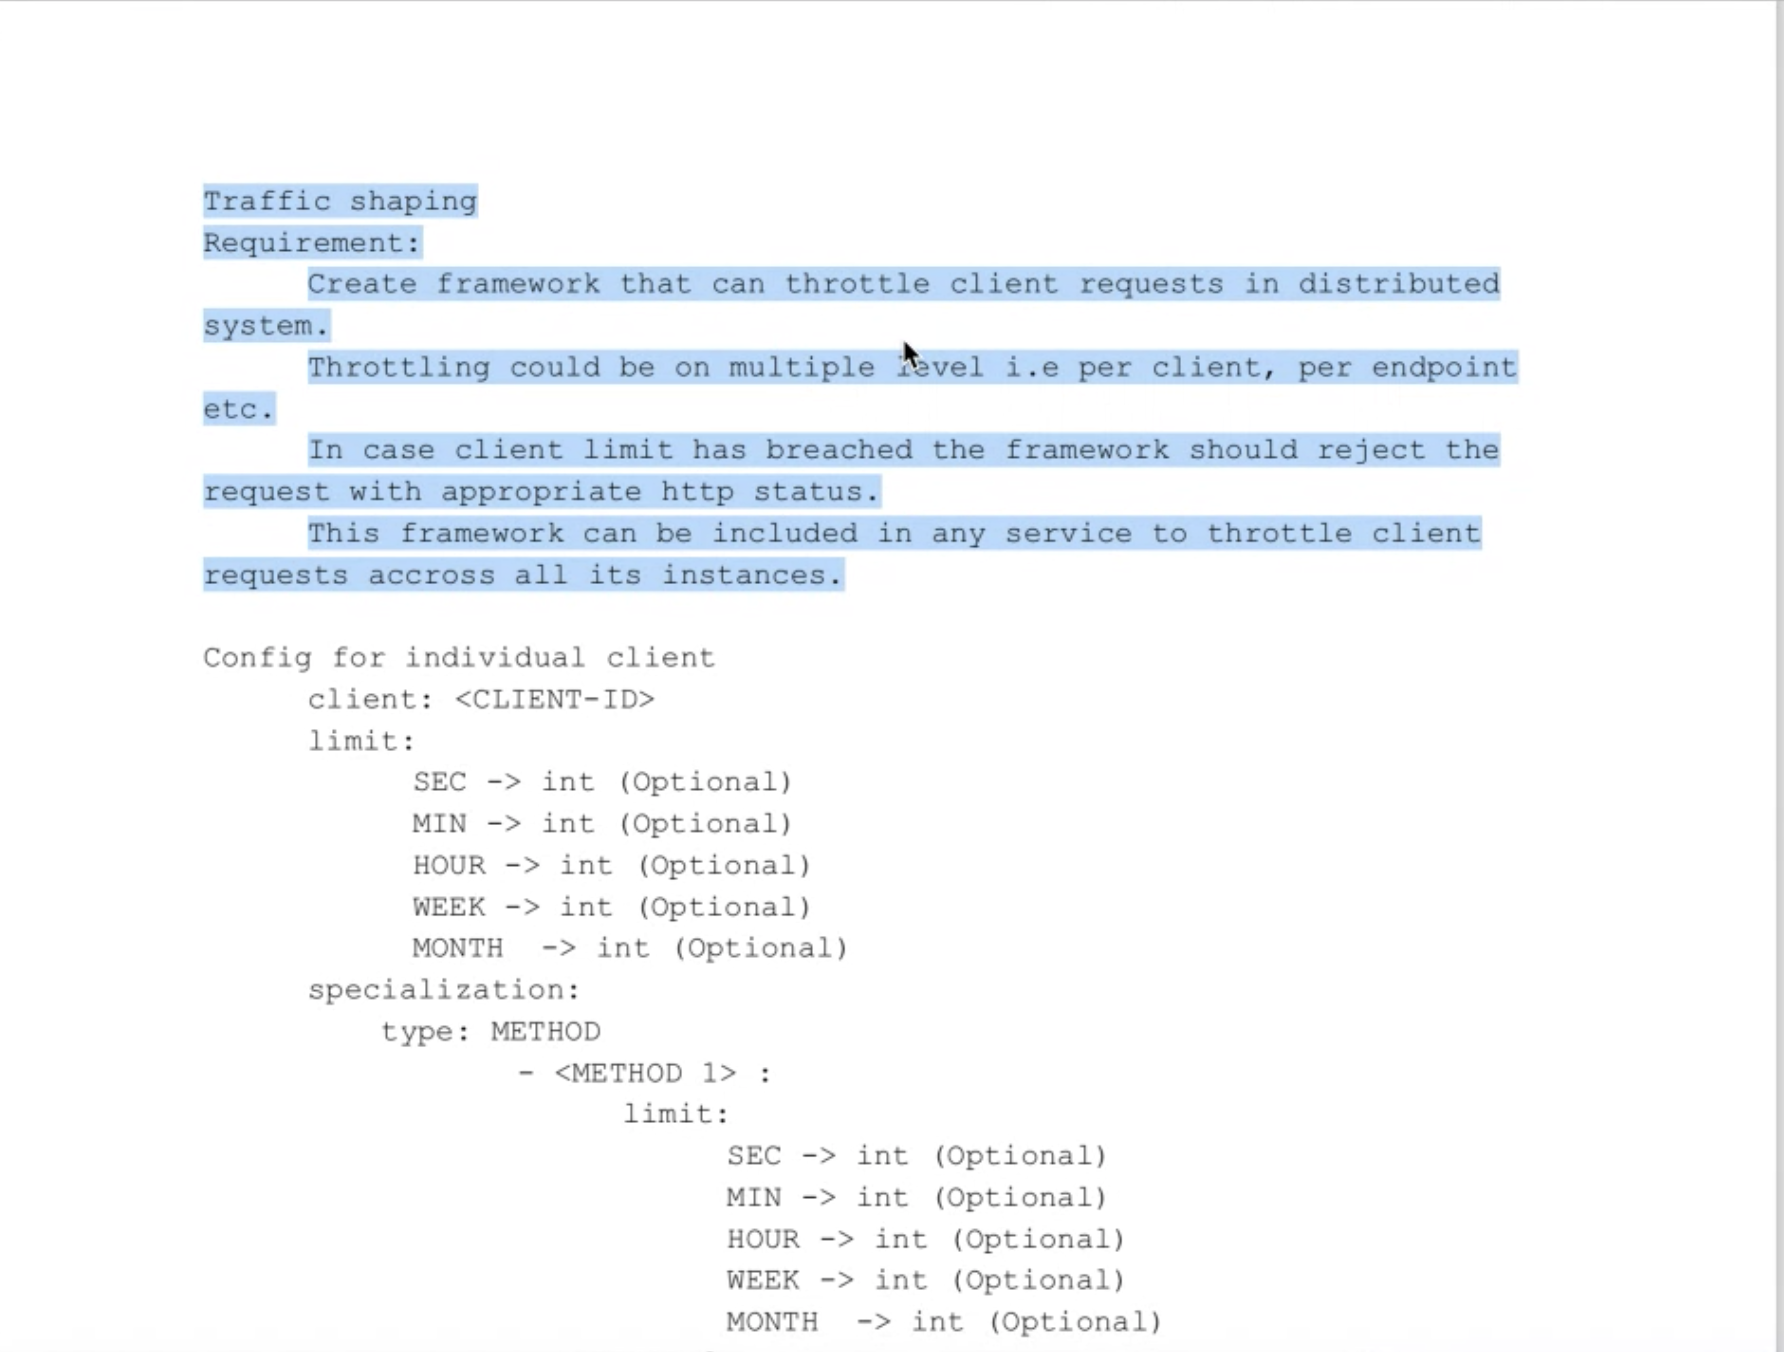 Traffic shaping
Requirement:
Create framework that can throttle client requests in distributed
system.
Throttling could be on multiple level i.e per client, per endpoint
etc.
In case client limit has breached the framework should reject the
request with appropriate http status.
This framework can be included in any service to throttle client
requests accross all its instances.
Config for individual client
client: <CLIENT-ID>
limit:
SEC -> int (Optional)
MIN -> int (Optional)
HOUR -> int (Optional)
WEEK -> int (Optional)
MONTH  -> int (Optional)
specialization:
type: METHOD
- <METHOD 1> :
limit:
SEC -> int (Optional)
MIN -> int (Optional)
HOUR -> int (Optional)
WEEK -> int (Optional)
MONTH  -> int (Optional)